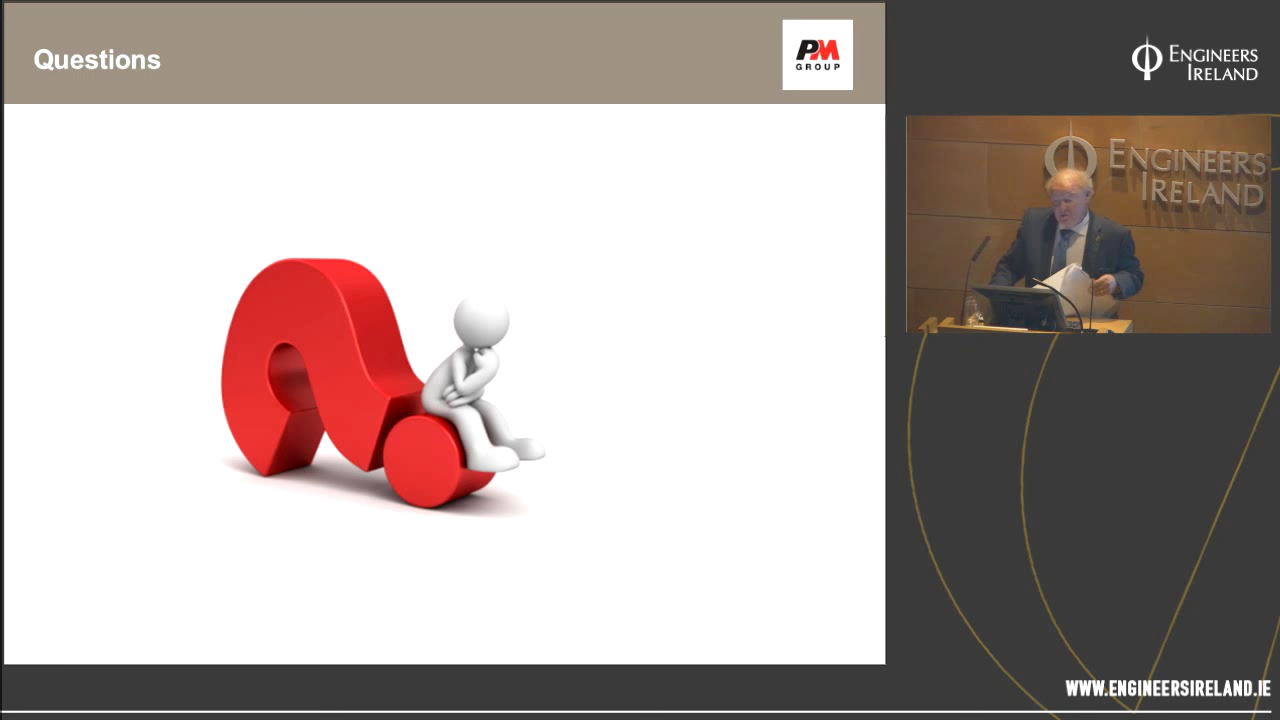 Questions
PM
GROUP
ENGINEERS
IRELAND
ENGINEERS
IRELAND
WWW.ENGINEERSIRELAND.IE